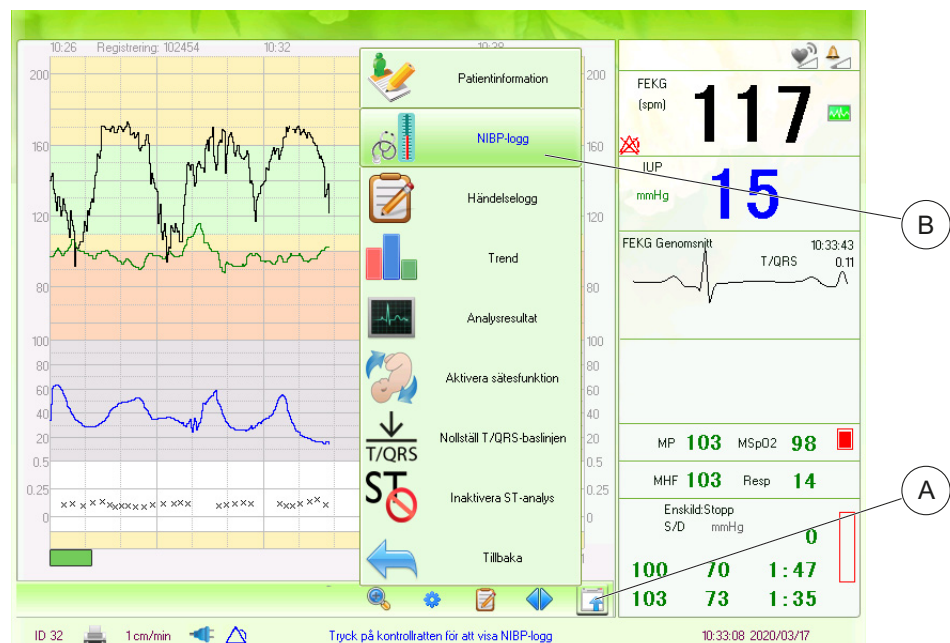 10:26 Registrering: 102454 10:32
200
160
120
80
100
80
60
40
20
0.5
0.25
0
Patientinformation
NIBP-logg
Händelselogg
Trend
Analysresultat
Aktivera sätesfunktion
T/QRS Nollställ T/QRS-baslinjen
ST Inaktivera ST-analys
Tillbaka
200
160
120
80
100
80
60
40
20
0.5
0.25
0
FEKG
(spm)
117
IUP
mmHg
15
FEKG Genomsnitt 10:33:43
T/QRS 0.11
MP 103 MSpO2 98
MHF 103 Resp 14
Enskild:Stopp
S/D mmHg
0
100 70 1:47
103 73 1:35
B
A
ID 32 1 cm/min Tryck på kontrollratten för att visa NIBP-logg 10:33:08 2020/03/17